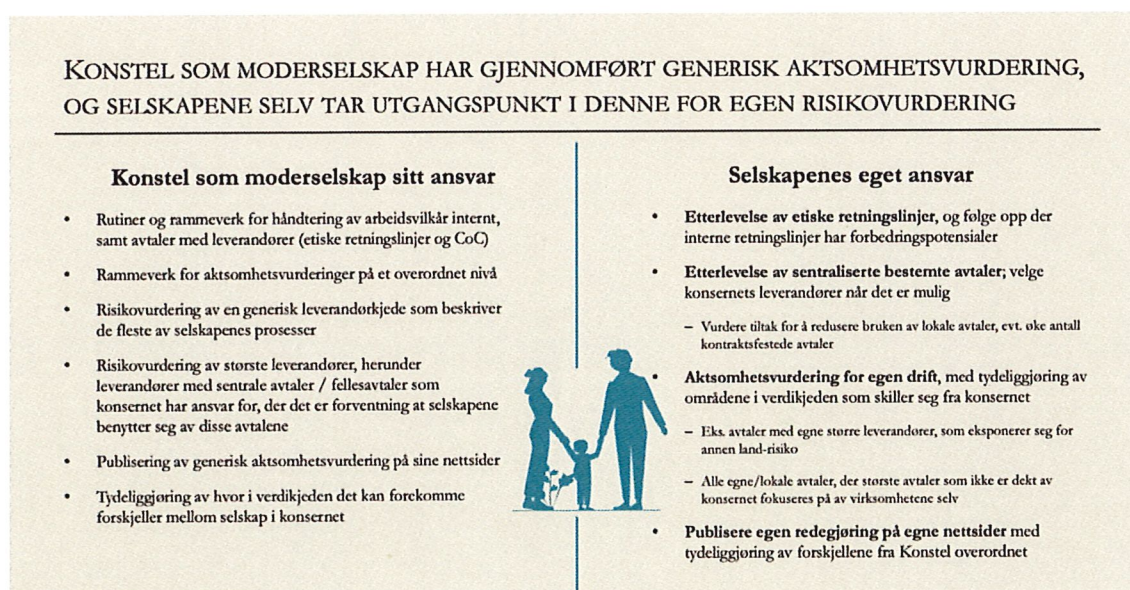 KONSTEL SOM MODERSELSKAP HAR GJENNOMFØRT GENERISK AKTSOMHETSVURDERING,
OG SELSKAPENE SELV TAR UTGANGSPUNKT I DENNE FOR EGEN RISIKOVURDERING
Konstel som moderselskap sitt ansvar
• Rutiner og rammeverk for håndtering av arbeidsvilkår internt,
samt avtaler med leverandører (etiske retningslinjer og CoC)
• Rammeverk for aktsomhetsvurderinger på et overordnet nivå
• Risikovurdering av en generisk leverandørkjede som beskriver
de fleste av selskapenes prosesser
• Risikovurdering av største leverandører, herunder
leverandører med sentrale avtaler / fellesavtaler som
konsernet har ansvar for, der det er forventning at selskapene
benytter seg av disse avtalene
• Publisering av generisk aktsomhetsvurdering på sine nettsider
• Tydeliggjøring av hvor i verdikjeden det kan forekomme
forskjeller mellom selskap i konsernet
Selskapenes eget ansvar
• Etterlevelse av etiske retningslinjer, og følge opp der
interne retningslinjer har forbedringspotensialer
• Etterlevelse av sentraliserte bestemte avtaler; velge
konsernets leverandører når det er mulig
– Vurdere tiltak for å redusere bruken av lokale avtaler, evt. øke antall
kontraktsfestede avtaler
• Aktsomhetsvurdering for egen drift, med tydeliggjøring av
områdene i verdikjeden som skiller seg fra konsernet
– Eks. avtaler med egne større leverandører, som eksponerer seg for
annen land-risiko
– Alle egne/lokale avtaler, der største avtaler som ikke er dekt av
konsernet fokuseres på av virksomhetene selv
• Publisere egen redegjøring på egne nettsider med
tydeliggjøring av forskjellene fra Konstel overordnet